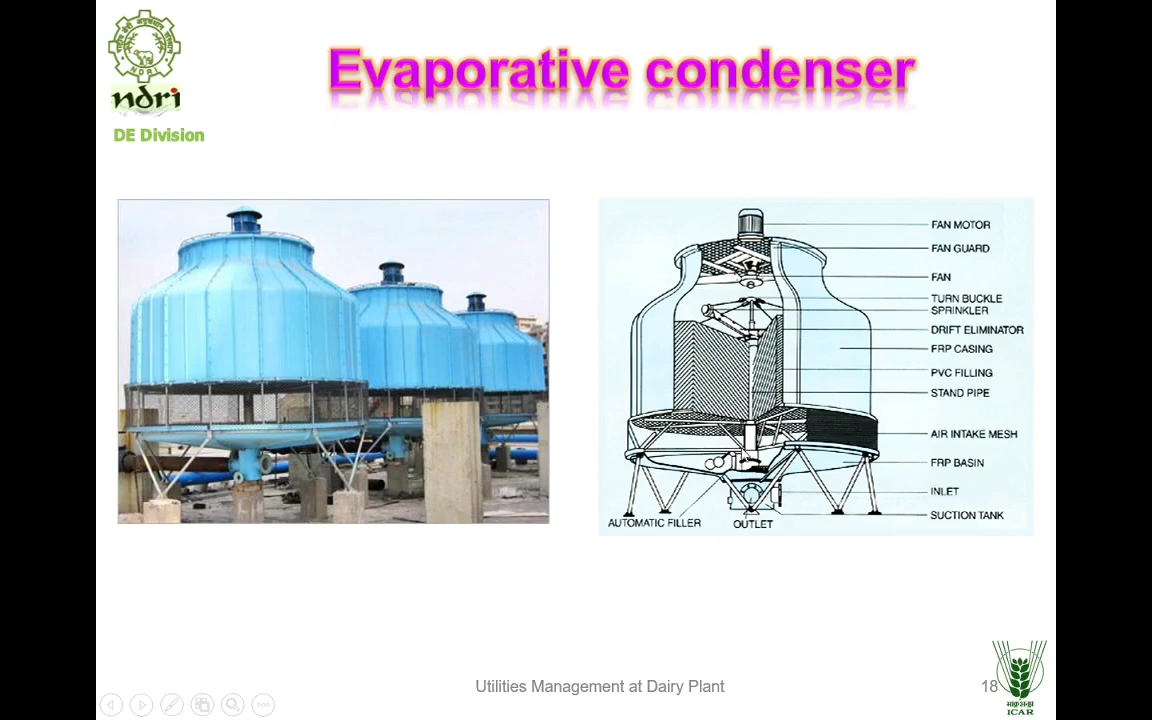 Evaporative condenser
NDRI
ndri
DE Division
FAN MOTOR
FAN GUARD
FAN
TURN BUCKLE
SPRINKLER
DRIFT ELIMINATOR
FRP CASING
PVC FILLING
STAND PIPE
AIR INTAKE MESH
FRP BASIN
INLET
SUCTION TANK
AUTOMATIC FILLER
OUTLET
Utilities Management at Dairy Plant
18
भाकृअनुप
ICAR